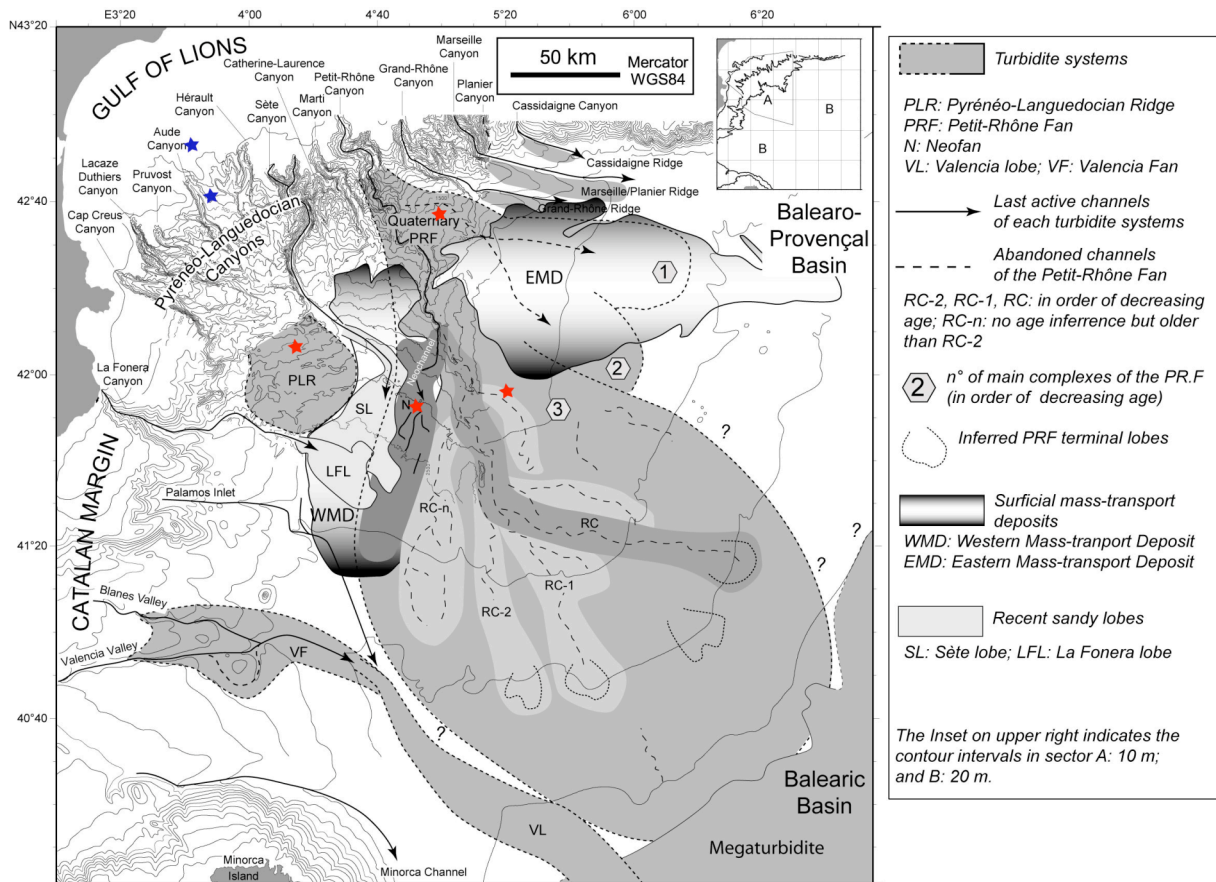 E3°20
4°00
4°40
5°20
6°00
6°20
N43°20
42°40
42°00
41°20
40°40
GULF OF LIONS
Catherine-Laurence
Canyon
Hérault
Canyon
Sète
Canyon
Marti
Canyon
Petit-Rhône
Canyon
Grand-Rhône
Canyon
Marseille
Canyon
Planier
Canyon
Cassidaigne Canyon
50 km
Mercator
WGS84
A
B
B
Aude
Canyon
Lacaze
Duthiers
Canyon
Pruvost
Canyon
Cap Creus
Canyon
Pyrénéo-Languedocian
Canyons
Cassidaigne Ridge
Marseille/Planier Ridge
Grand-Rhône Ridge
Quaternary
PRF
Balearo-
Provençal
Basin
EMD
1
2
3
PLR
La Fonera
Canyon
SL
N
LFL
WMD
Palamos Inlet
CATALAN MARGIN
RC-n
RC
RC-1
RC-2
?
?
?
?
Blanes Valley
Valencia Valley
VF
VL
Balearic
Basin
Megaturbidite
Minorca
Island
Minorca Channel
Turbidite systems
PLR: Pyrénéo-Languedocian Ridge
PRF: Petit-Rhône Fan
N: Neofan
VL: Valencia lobe; VF: Valencia Fan
Last active channels
of each turbidite systems
Abandoned channels
of the Petit-Rhône Fan
RC-2, RC-1, RC: in order of decreasing
age; RC-n: no age inferrence but older
than RC-2
2
n° of main complexes of the PR.F
(in order of decreasing age)
Inferred PRF terminal lobes
Surficial mass-transport
deposits
WMD: Western Mass-tranport Deposit
EMD: Eastern Mass-transport Deposit
Recent sandy lobes
SL: Sète lobe; LFL: La Fonera lobe
The Inset on upper right indicates the
contour intervals in sector A: 10 m;
and B: 20 m.